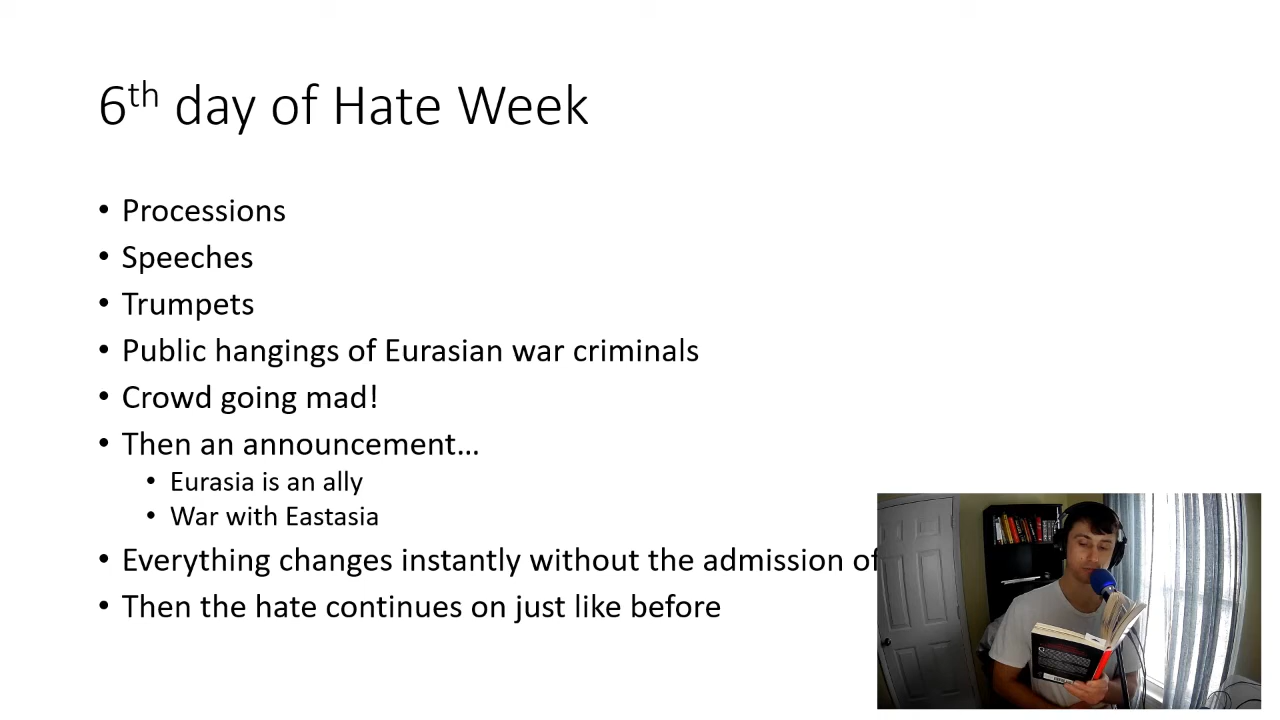 6th day of Hate Week
• Processions
• Speeches
• Trumpets
• Public hangings of Eurasian war criminals
• Crowd going mad!
• Then an announcement…
• Eurasia is an ally
• War with Eastasia
• Everything changes instantly without the admission of
• Then the hate continues on just like before